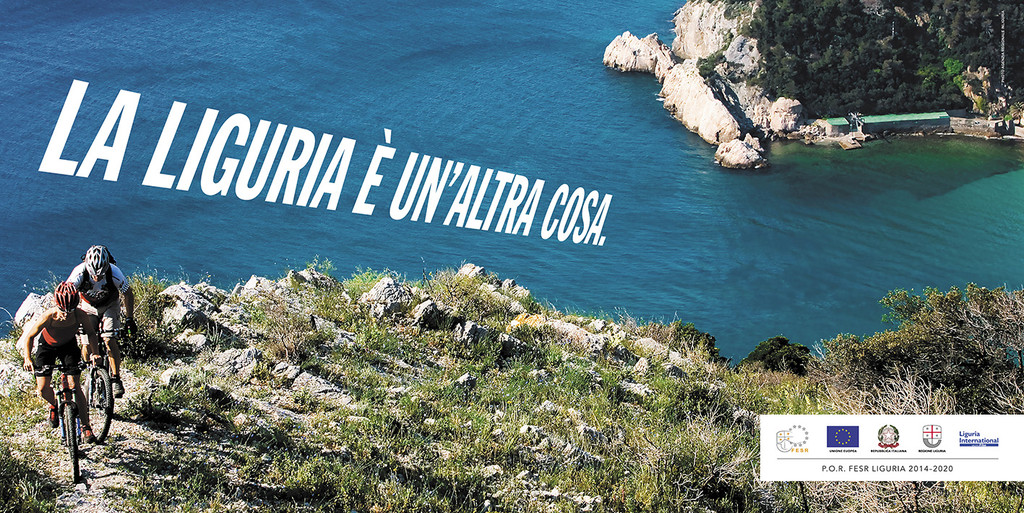 LA LIGURIA È UN'ALTRA COSA.
FESR
UNIONE EUROPEA
REPUBBLICA ITALIANA
REGIONE LIGURIA
Liguria
International
P.O.R. FESR LIGURIA 2014-2020